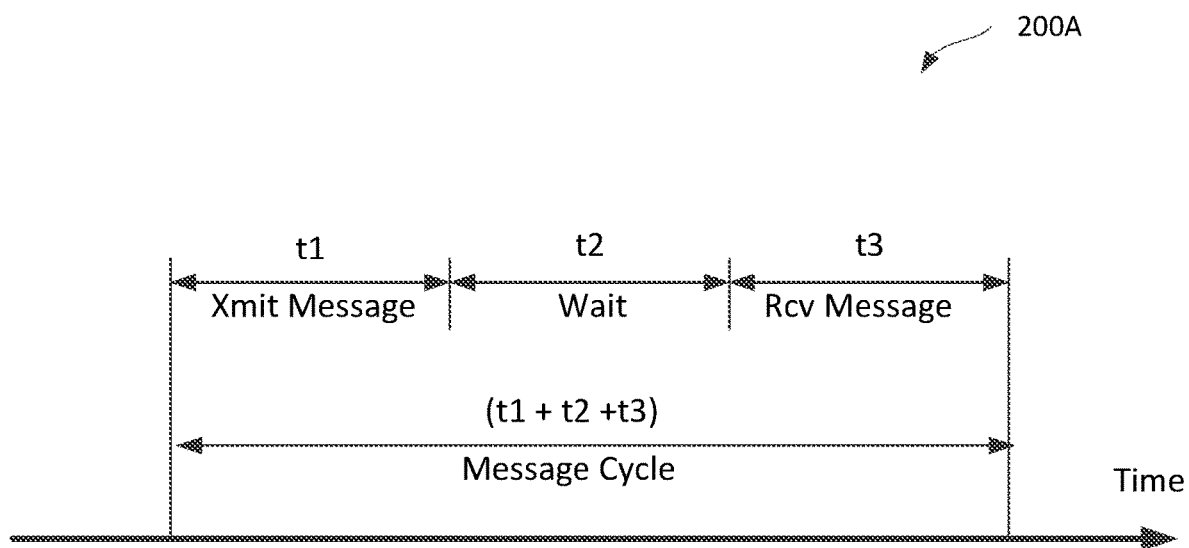 200A
t1
t2
t3
Xmit Message
Wait
Rcv Message
(t1 + t2 +t3)
Message Cycle
Time